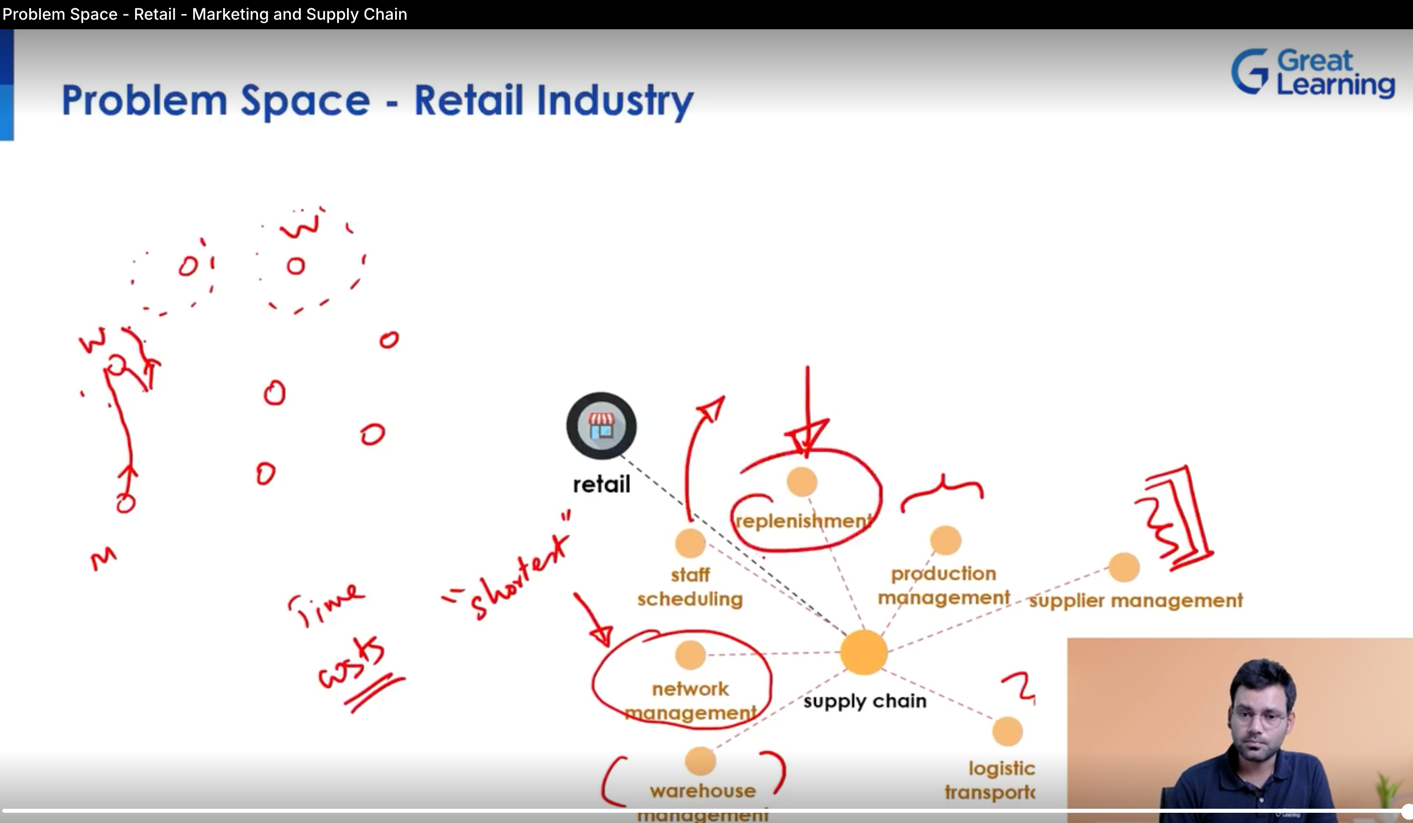 Problem Space - Retail - Marketing and Supply Chain
Great
Learning
Problem Space - Retail Industry
W
W
M
Time
costs
"shortest"
retail
replenishment
staff
scheduling
production
management
supplier management
network
management
supply chain
warehouse
management
logistic
transport